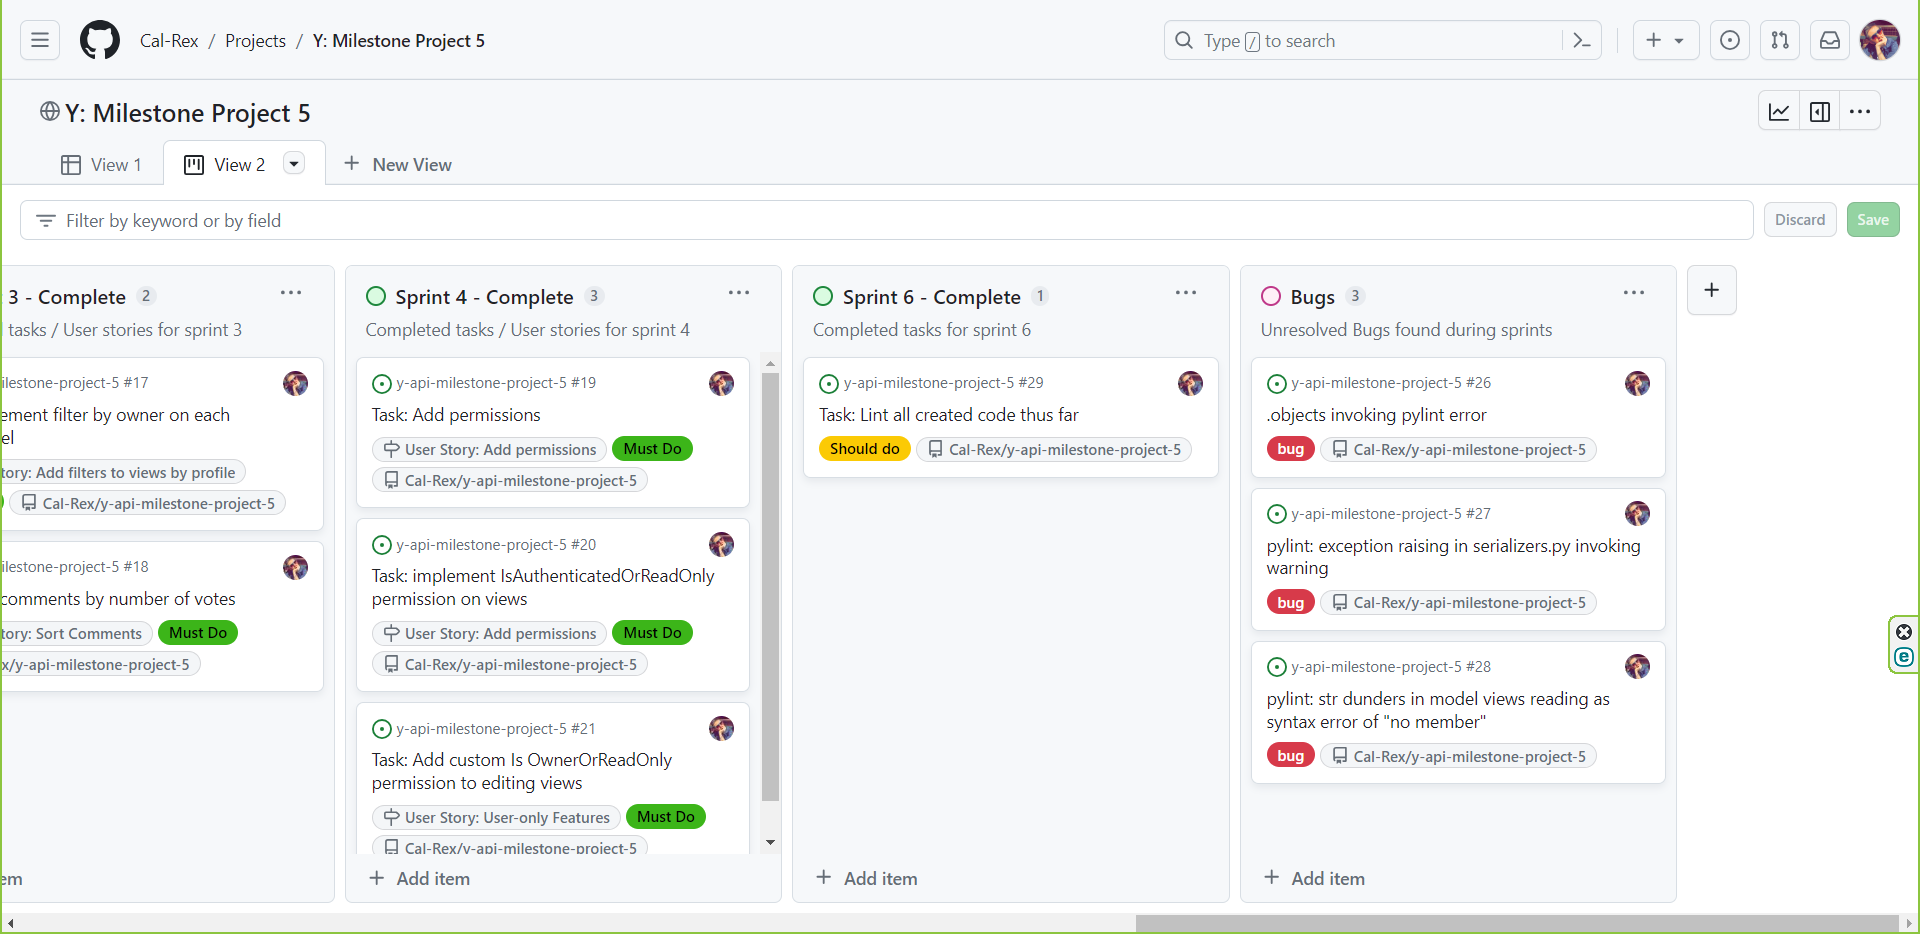 Cal-Rex / Projects / Y: Milestone Project 5
Type / to search
Y: Milestone Project 5
View 1
View 2
New View
Filter by keyword or by field
Discard
Save
3 - Complete 2
tasks / User stories for sprint 3
ilestone-project-5 #17
ement filter by owner on each
el
tory: Add filters to views by profile
Cal-Rex/y-api-milestone-project-5
ilestone-project-5 #18
comments by number of votes
tory: Sort Comments
Must Do
x/y-api-milestone-project-5
em
Sprint 4 - Complete 3
Completed tasks / User stories for sprint 4
y-api-milestone-project-5 #19
Task: Add permissions
User Story: Add permissions
Must Do
Cal-Rex/y-api-milestone-project-5
y-api-milestone-project-5 #20
Task: implement IsAuthenticatedOrReadOnly
permission on views
User Story: Add permissions
Must Do
Cal-Rex/y-api-milestone-project-5
y-api-milestone-project-5 #21
Task: Add custom Is OwnerOrReadOnly
permission to editing views
User Story: User-only Features
Must Do
Cal-Rex/y-api-milestone-project-5
Add item
Sprint 6 - Complete 1
Completed tasks for sprint 6
y-api-milestone-project-5 #29
Task: Lint all created code thus far
Should do
Cal-Rex/y-api-milestone-project-5
Add item
Bugs 3
Unresolved Bugs found during sprints
y-api-milestone-project-5 #26
.objects invoking pylint error
bug
Cal-Rex/y-api-milestone-project-5
y-api-milestone-project-5 #27
pylint: exception raising in serializers.py invoking
warning
bug
Cal-Rex/y-api-milestone-project-5
y-api-milestone-project-5 #28
pylint: str dunders in model views reading as
syntax error of "no member"
bug
Cal-Rex/y-api-milestone-project-5
Add item